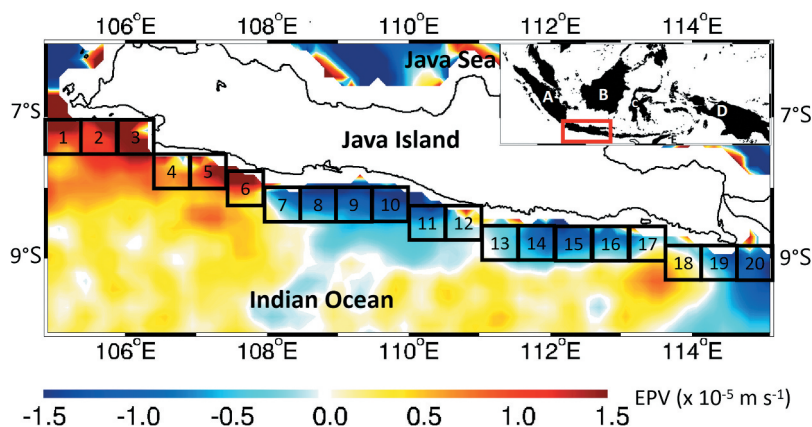 106°E 108°E 110°E 112°E 114°E
Java Sea
A B C D E
7°S
Java Island
1 2 3
4 5
6
7 8 9 10
11 12
13 14 15 16 17
18 19 20
9°S 9°S
Indian Ocean
106°E 108°E 110°E 112°E 114°E
-1.5 -1.0 -0.5 0.0 0.5 1.0 1.5
EPV (x 10⁻⁵ m s⁻¹)